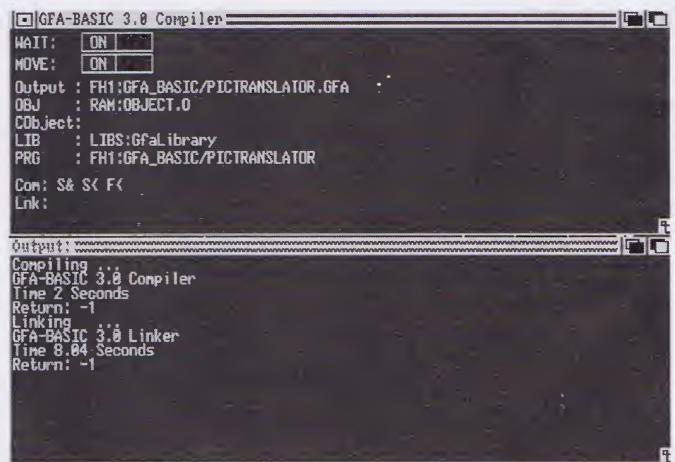 GFA-BASIC 3.0 Compiler
WAIT: ON
MOVE: ON
Output : FH1:GFA_BASIC/PICTRANSLATOR.GFA
OBJ : RAM:OBJECT.O
CObject:
LIB : LIBS:GfaLibrary
PRG : FH1:GFA_BASIC/PICTRANSLATOR
Com: S& S< F<
Lnk:
Output:
Compiling ...
GFA-BASIC 3.0 Compiler
Time 2 Seconds
Return: -1
Linking ...
GFA-BASIC 3.0 Linker
Time 8.04 Seconds
Return: -1